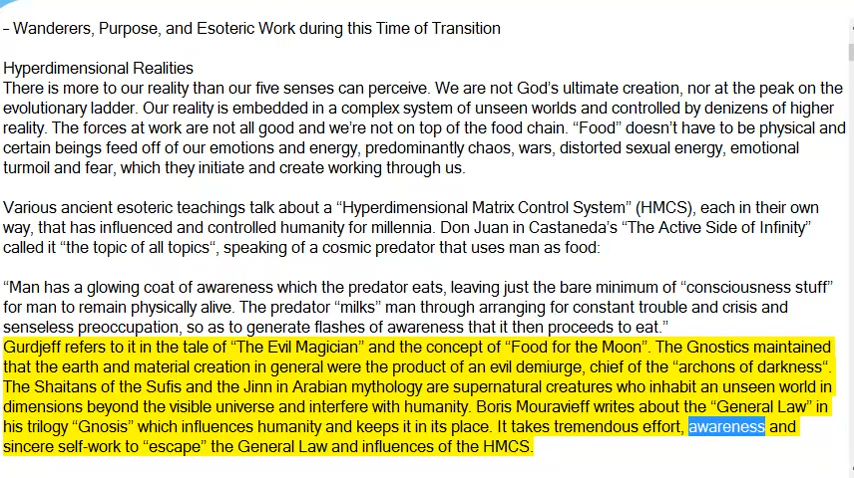 – Wanderers, Purpose, and Esoteric Work during this Time of Transition
Hyperdimensional Realities
There is more to our reality than our five senses can perceive. We are not God’s ultimate creation, nor at the peak on the
evolutionary ladder. Our reality is embedded in a complex system of unseen worlds and controlled by denizens of higher
reality. The forces at work are not all good and we’re not on top of the food chain. “Food” doesn’t have to be physical and
certain beings feed off of our emotions and energy, predominantly chaos, wars, distorted sexual energy, emotional
turmoil and fear, which they initiate and create working through us.
Various ancient esoteric teachings talk about a “Hyperdimensional Matrix Control System” (HMCS), each in their own
way, that has influenced and controlled humanity for millennia. Don Juan in Castaneda’s “The Active Side of Infinity”
called it “the topic of all topics“, speaking of a cosmic predator that uses man as food:
“Man has a glowing coat of awareness which the predator eats, leaving just the bare minimum of “consciousness stuff”
for man to remain physically alive. The predator “milks” man through arranging for constant trouble and crisis and
senseless preoccupation, so as to generate flashes of awareness that it then proceeds to eat.”
Gurdjeff refers to it in the tale of “The Evil Magician” and the concept of “Food for the Moon”. The Gnostics maintained
that the earth and material creation in general were the product of an evil demiurge, chief of the “archons of darkness“.
The Shaitans of the Sufis and the Jinn in Arabian mythology are supernatural creatures who inhabit an unseen world in
dimensions beyond the visible universe and interfere with humanity. Boris Mouravieff writes about the “General Law” in
his trilogy “Gnosis” which influences humanity and keeps it in its place. It takes tremendous effort, awareness and
sincere self-work to “escape” the General Law and influences of the HMCS.